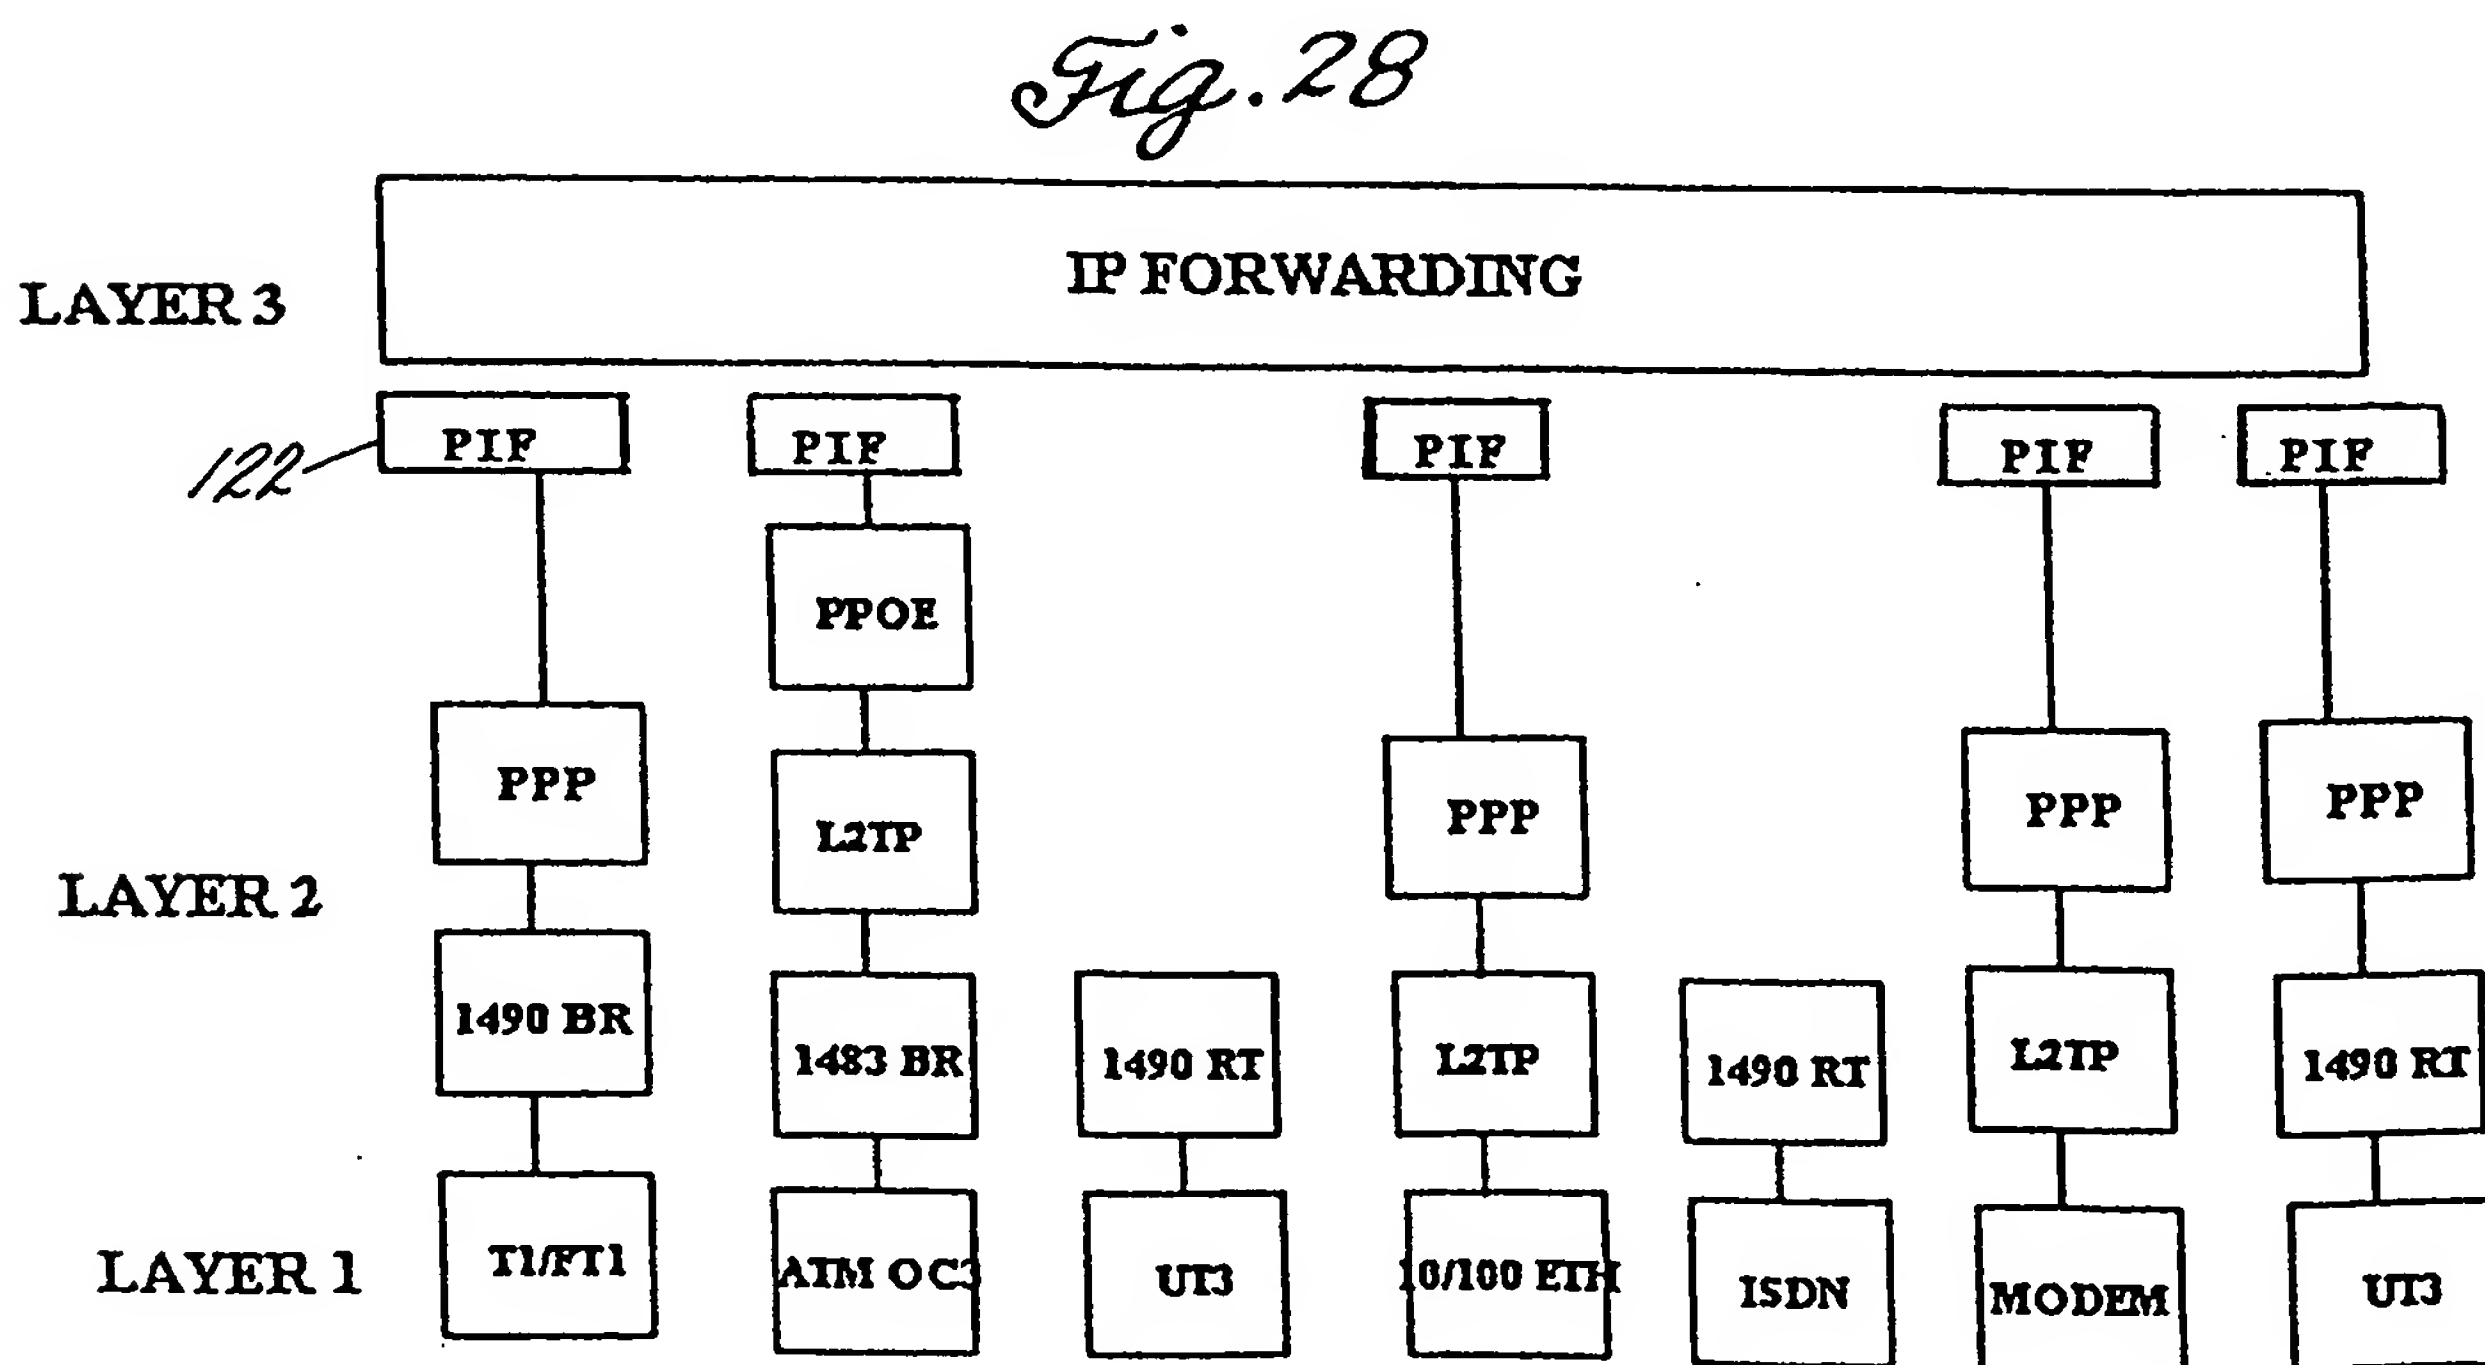 Fig. 28
IP FORWARDING
LAYER 3
122
PIF PIF PIF PIF PIF
PPOE
PPP L2TP PPP PPP PPP
LAYER 2
1490 BR 1483 BR 1490 RT L2TP 1490 RT L2TP 1490 RT
LAYER 1
T1/FT1 ATM OC3 UT3 10/100 ETH ISDN MODEM UT3